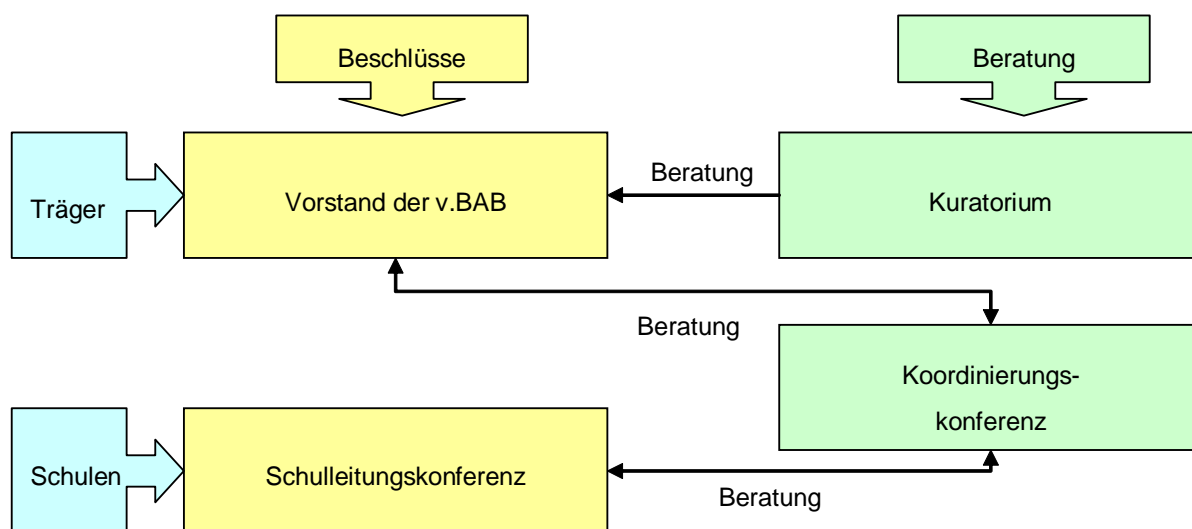 Beschlüsse
Beratung
Träger
Vorstand der v.BAB
Beratung
Kuratorium
Beratung
Koordinierungs-
konferenz
Schulen
Schulleitungskonferenz
Beratung